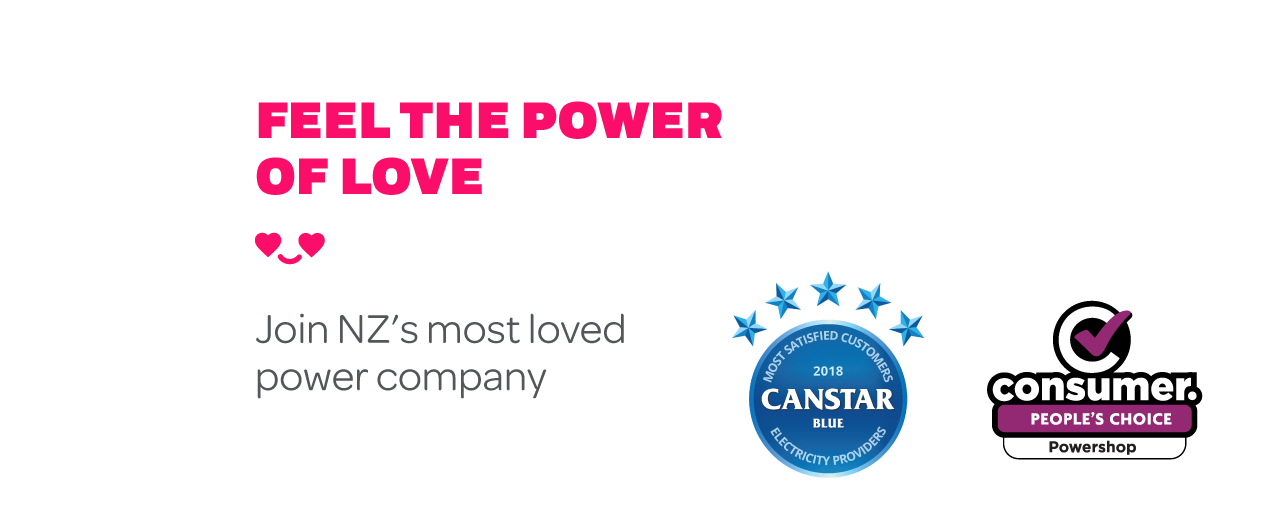 FEEL THE POWER
OF LOVE
Join NZ's most loved
power company
MOST SATISFIED CUSTOMERS
2018
CANSTAR
BLUE
ELECTRICITY PROVIDERS
consumer.
PEOPLE'S CHOICE
Powershop